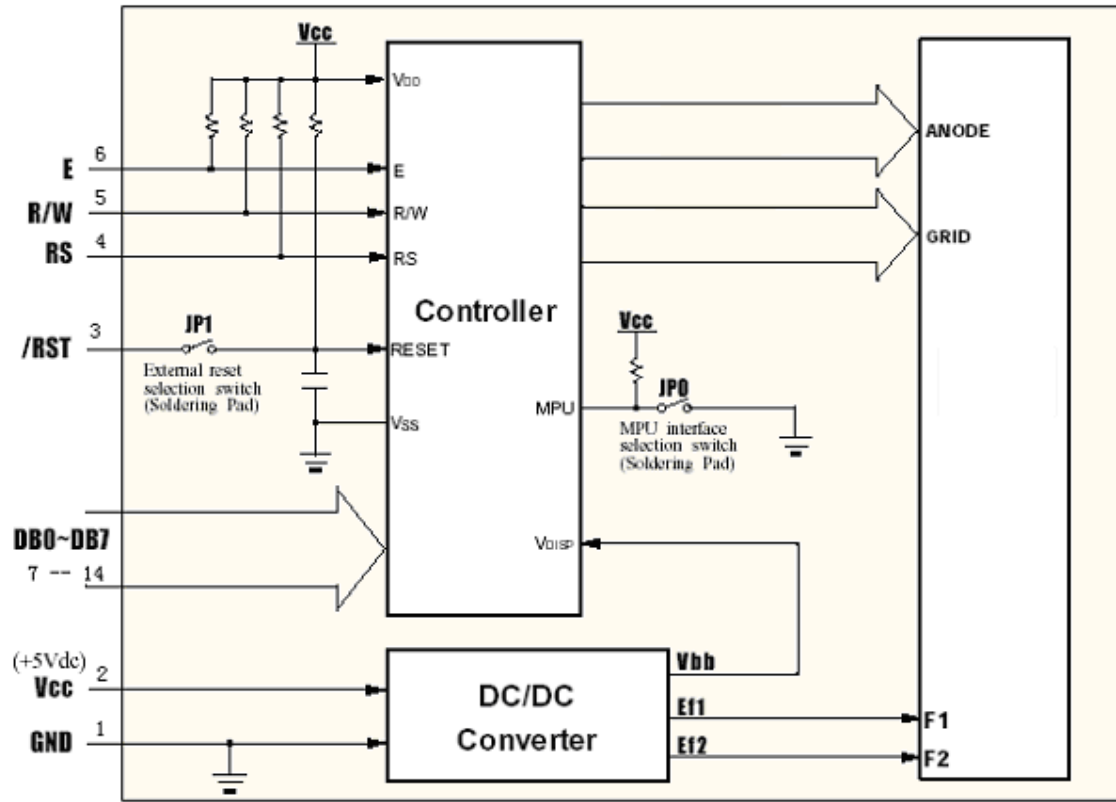 Vcc
VDD
ANODE
E
6
E
R/W
5
R/W
GRID
RS
4
RS
Controller
/RST
3
JP1
RESET
External reset
selection switch
(Soldering Pad)
Vcc
JP0
MPU
MPU interface
selection switch
(Soldering Pad)
VSS
DB0~DB7
7 -- 14
VDISP
(+5Vdc)
Vcc
2
DC/DC
Converter
Vbb
Ef1
F1
GND
1
Ef2
F2